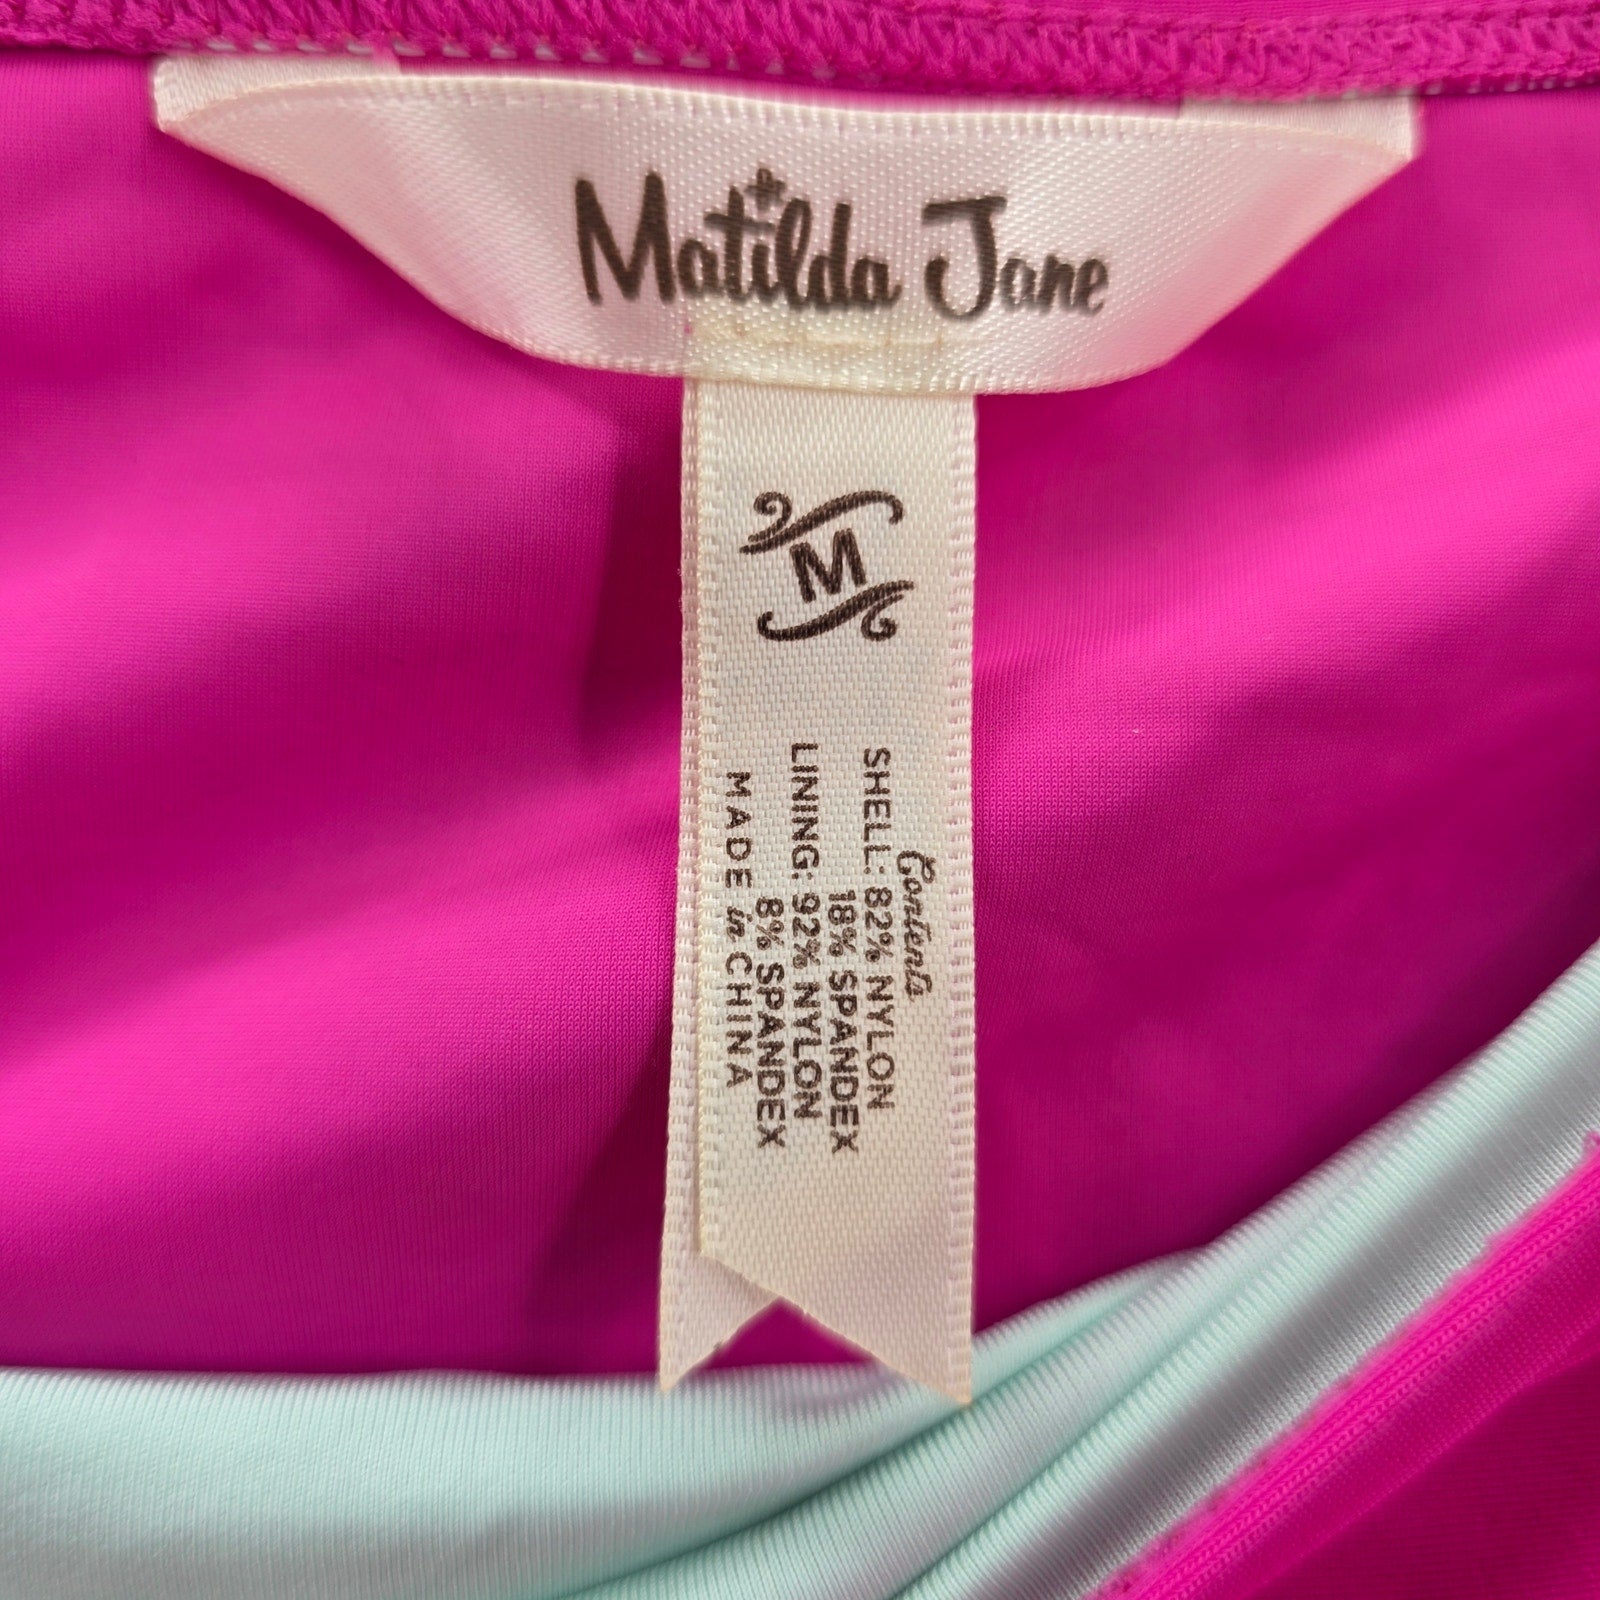 Matilda Jane
M
Contents
SHELL: 82% NYLON
18% SPANDEX
LINING: 92% NYLON
8% SPANDEX
MADE in CHINA